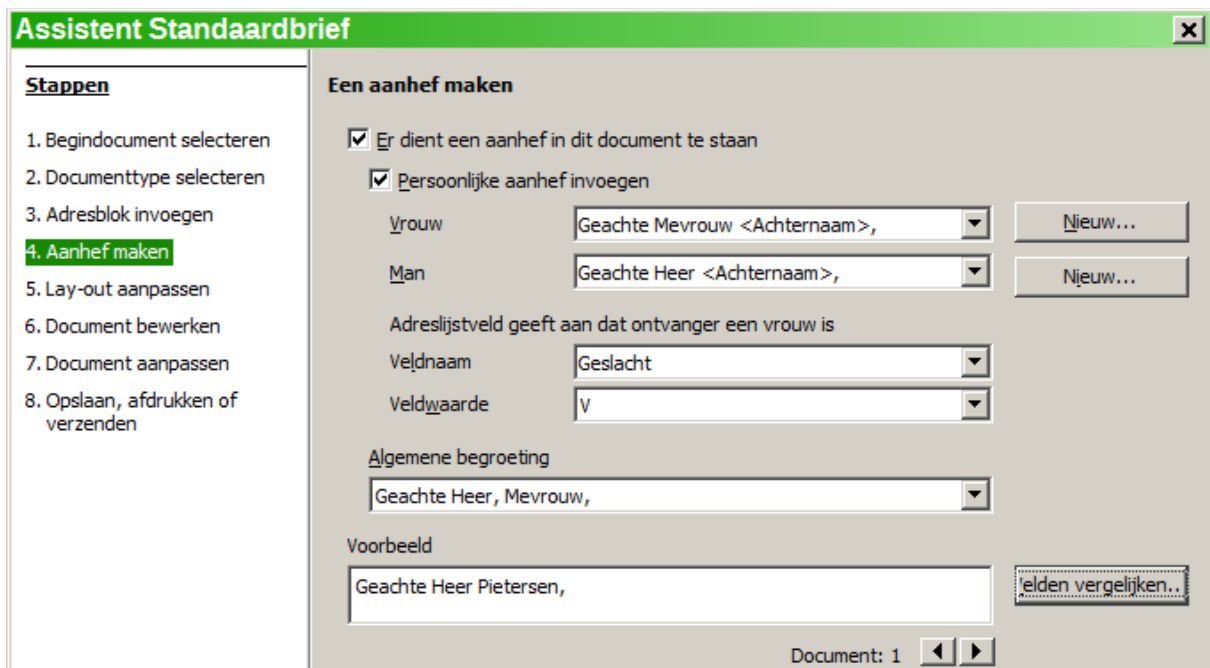 Assistent Standaardbrief
Stappen
1. Begindocument selecteren
2. Documenttype selecteren
3. Adresblok invoegen
4. Aanhef maken
5. Lay-out aanpassen
6. Document bewerken
7. Document aanpassen
8. Opslaan, afdrukken of
verzenden
Een aanhef maken
Er dient een aanhef in dit document te staan
Persoonlijke aanhef invoegen
Vrouw Geachte Mevrouw <Achternaam>, Nieuw...
Man Geachte Heer <Achternaam>, Nieuw...
Adreslijstveld geeft aan dat ontvanger een vrouw is
Veldnaam Geslacht
Veldwaarde V
Algemene begroeting
Geachte Heer, Mevrouw,
Voorbeeld
Geachte Heer Pietersen,
elden vergelijken..
Document: 1